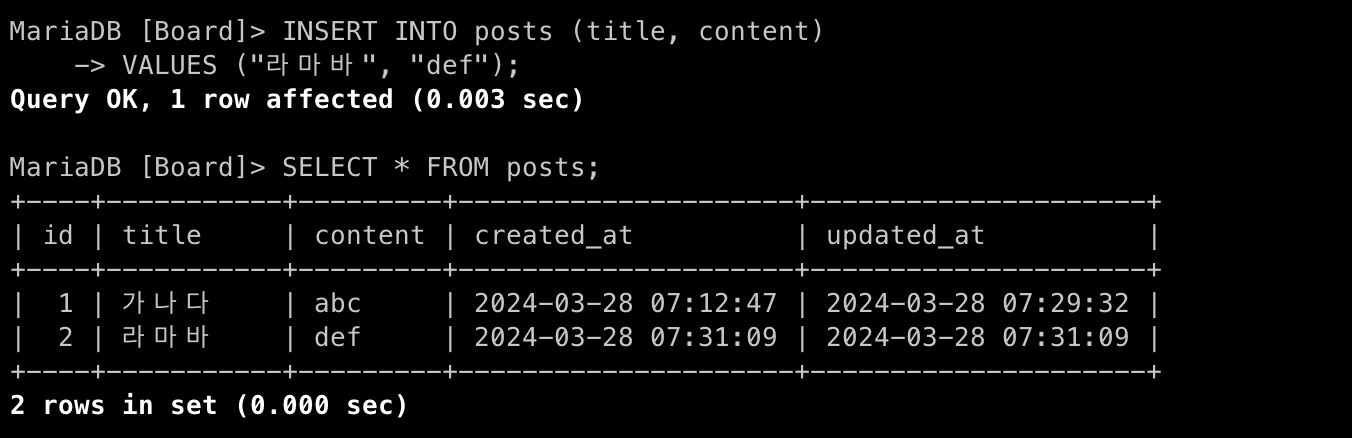 MariaDB [Board]> INSERT INTO posts (title, content)
    -> VALUES ("라마바", "def");
Query OK, 1 row affected (0.003 sec)
MariaDB [Board]> SELECT * FROM posts;
+----+-----------+---------+---------------------+---------------------+
| id | title     | content | created_at          | updated_at          |
+----+-----------+---------+---------------------+---------------------+
|  1 | 가나다    | abc     | 2024-03-28 07:12:47 | 2024-03-28 07:29:32 |
|  2 | 라마바    | def     | 2024-03-28 07:31:09 | 2024-03-28 07:31:09 |
+----+-----------+---------+---------------------+---------------------+
2 rows in set (0.000 sec)